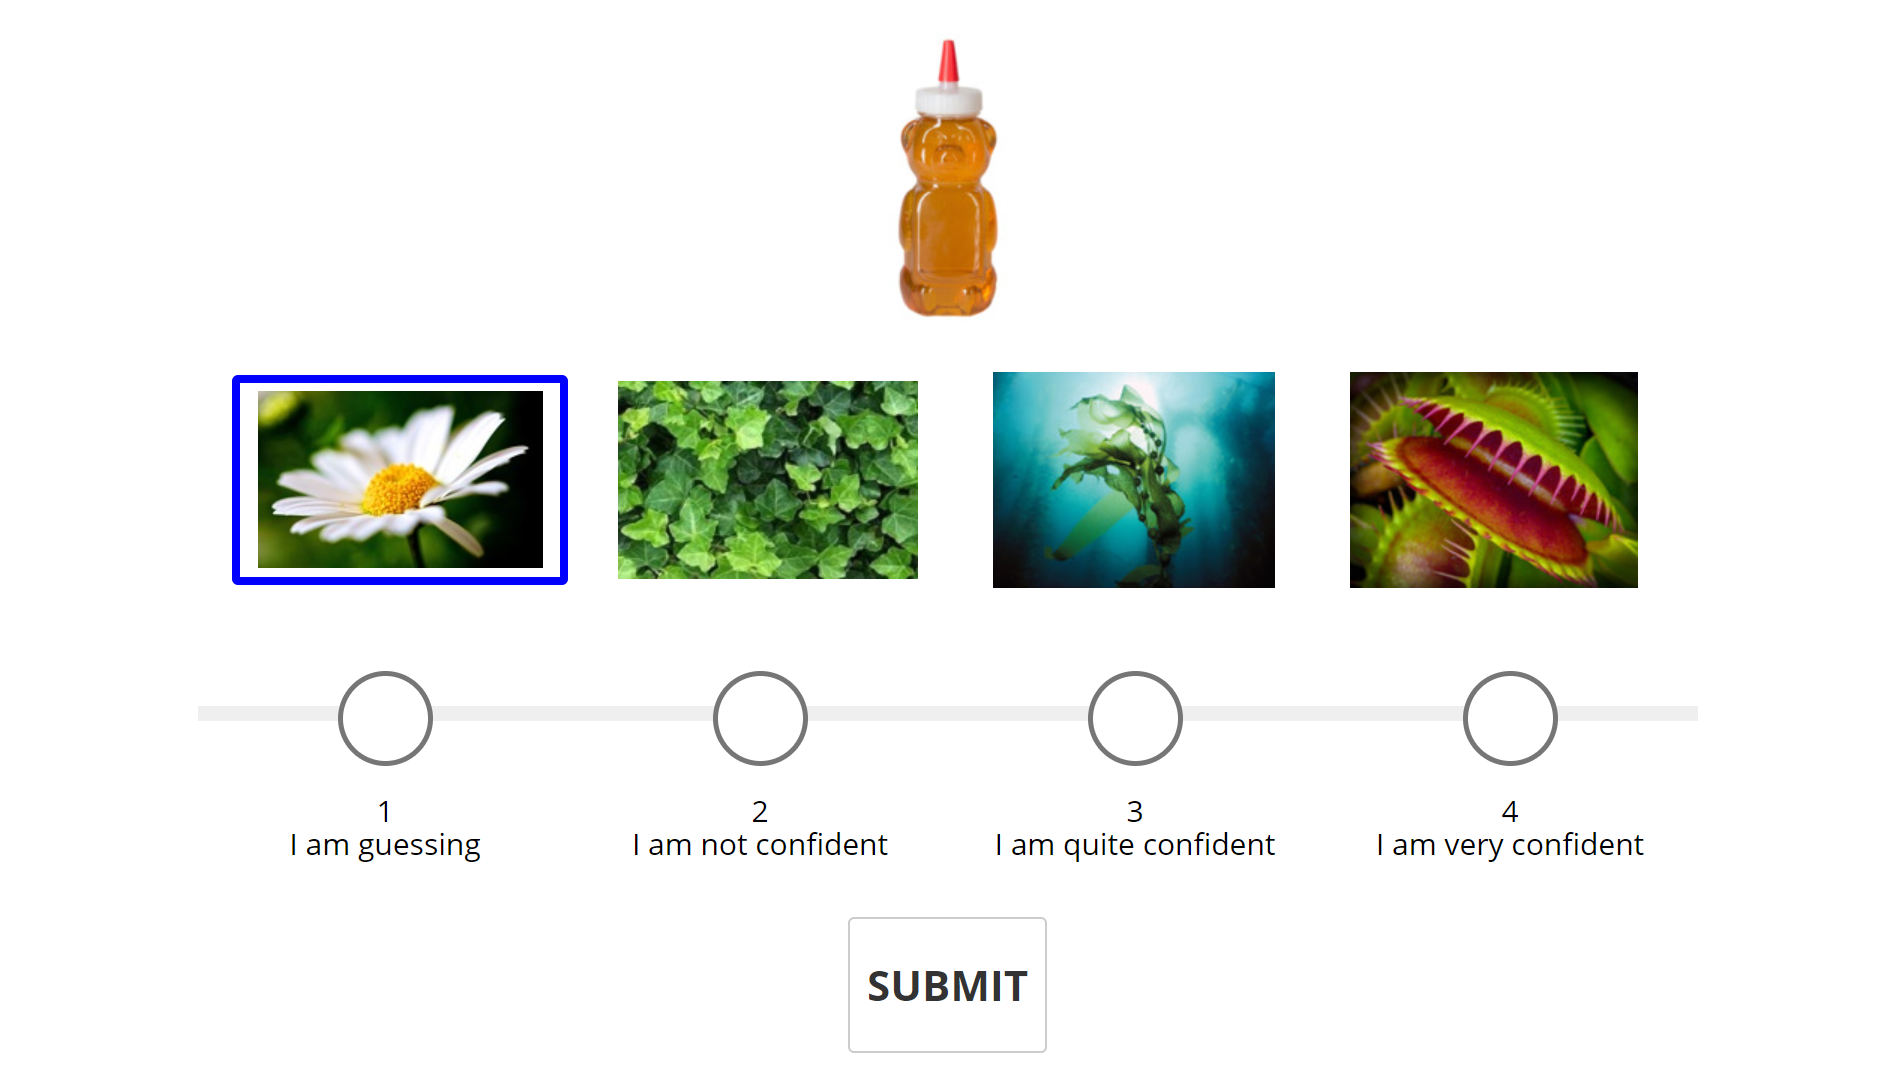 1
I am guessing
2
I am not confident
3
I am quite confident
4
I am very confident
SUBMIT